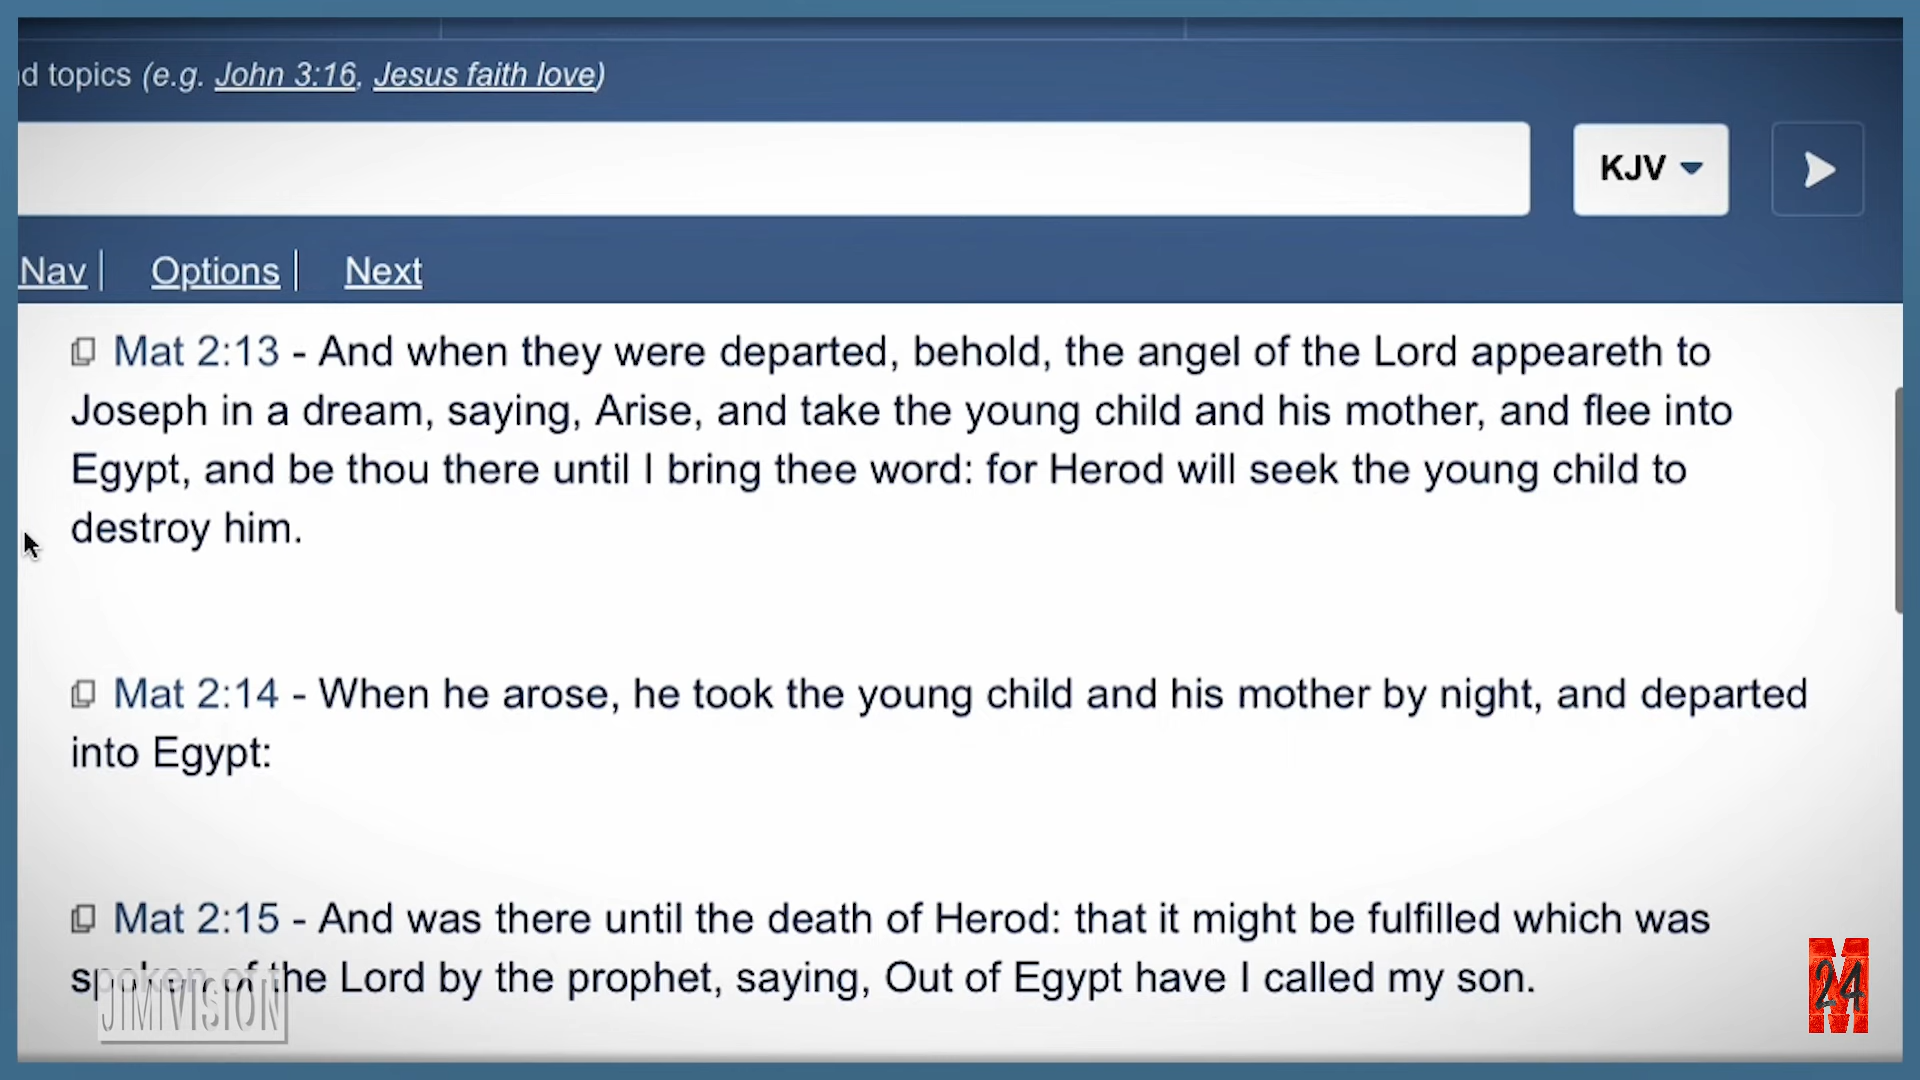 d topics (e.g. John 3:16, Jesus faith love)
KJV
Nav | Options | Next
Mat 2:13 - And when they were departed, behold, the angel of the Lord appeareth to
Joseph in a dream, saying, Arise, and take the young child and his mother, and flee into
Egypt, and be thou there until I bring thee word: for Herod will seek the young child to
destroy him.
Mat 2:14 - When he arose, he took the young child and his mother by night, and departed
into Egypt:
Mat 2:15 - And was there until the death of Herod: that it might be fulfilled which was
spoken of the Lord by the prophet, saying, Out of Egypt have I called my son.
JIMIVISION
M
24